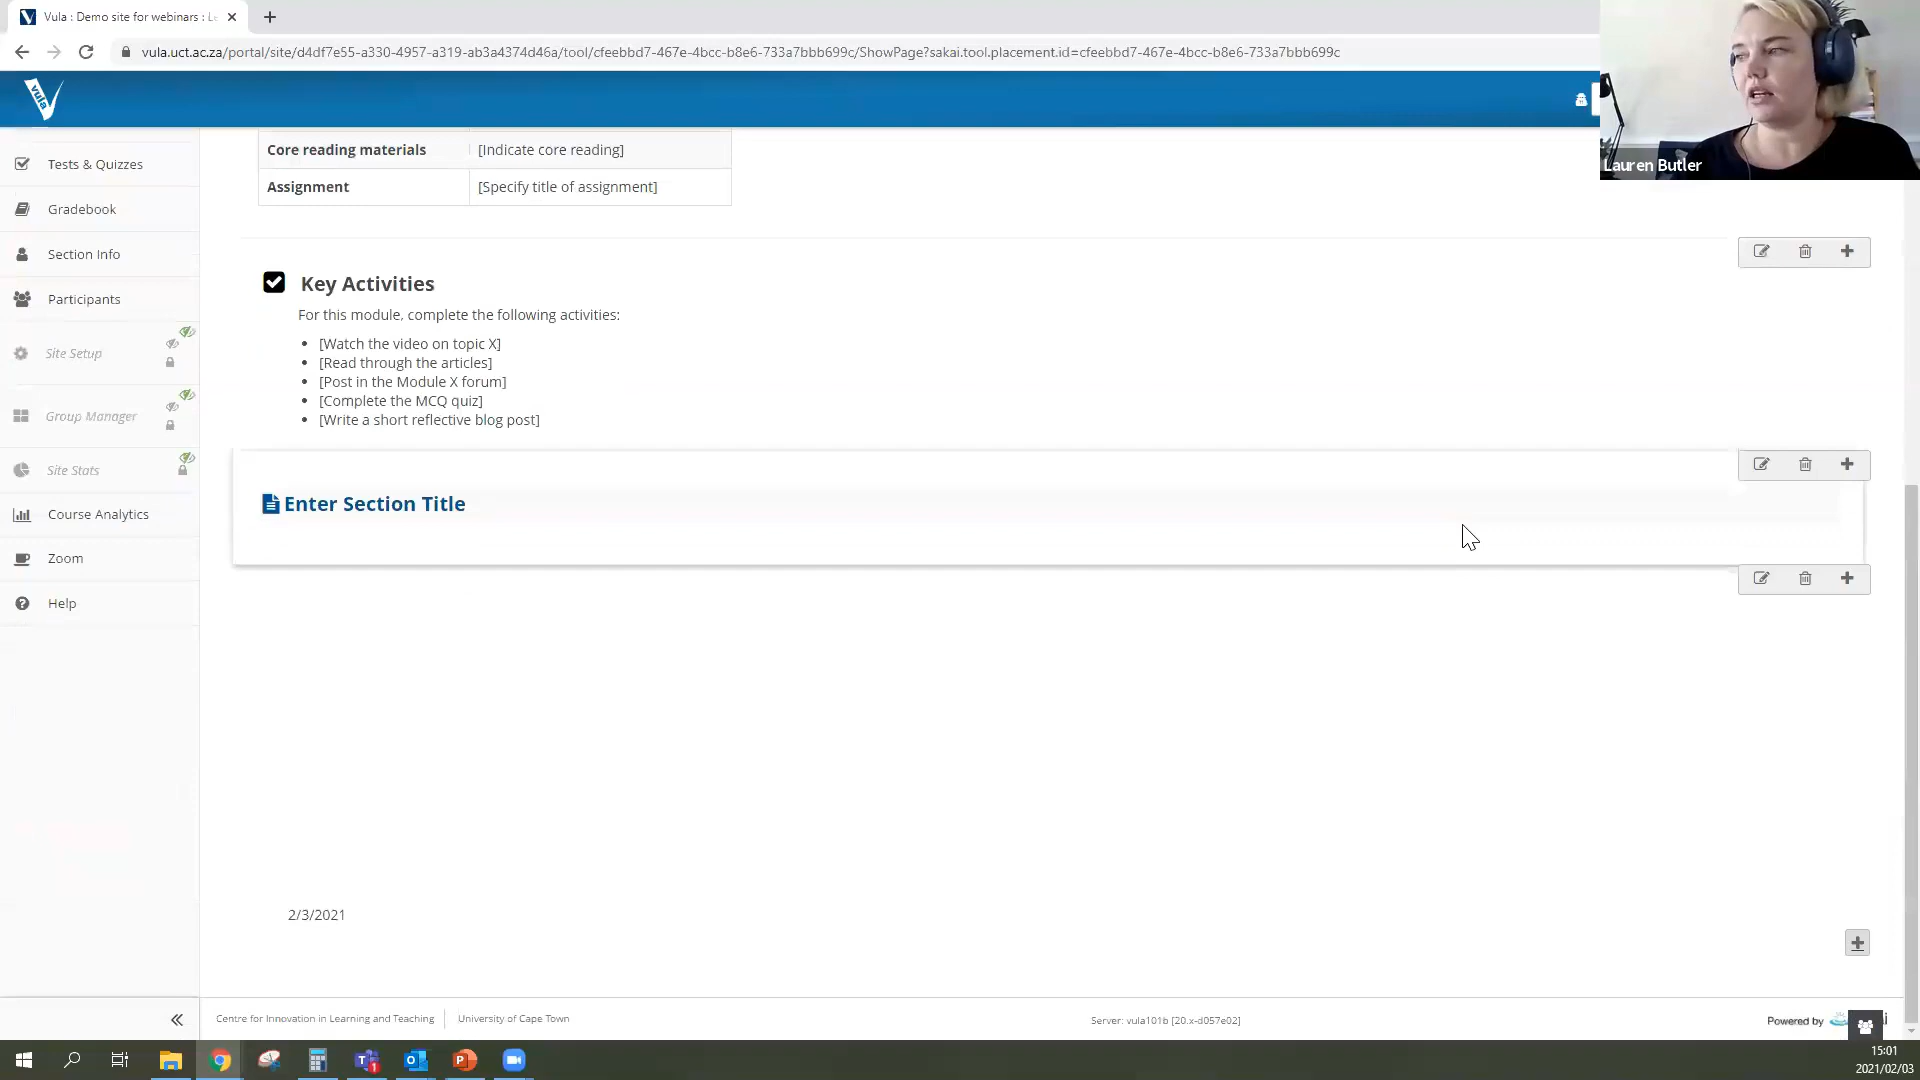 Vula : Demo site for webinars : Le
vula.uct.ac.za/portal/site/d4df7e55-a330-4957-a319-ab3a4374d46a/tool/cfeebbd7-467e-4bcc-b8e6-733a7bbb699c/ShowPage?sakai.tool.placement.id=cfeebbd7-467e-4bcc-b8e6-733a7bbb699c
vula
Lauren Butler
Tests & Quizzes
Gradebook
Section Info
Participants
Site Setup
Group Manager
Site Stats
Course Analytics
Zoom
Help
Core reading materials [Indicate core reading]
Assignment [Specify title of assignment]
Key Activities
For this module, complete the following activities:
• [Watch the video on topic X]
• [Read through the articles]
• [Post in the Module X forum]
• [Complete the MCQ quiz]
• [Write a short reflective blog post]
Enter Section Title
2/3/2021
Centre for Innovation in Learning and Teaching University of Cape Town Server: vula101b [20.x-d057e02] Powered by
15:01
2021/02/03